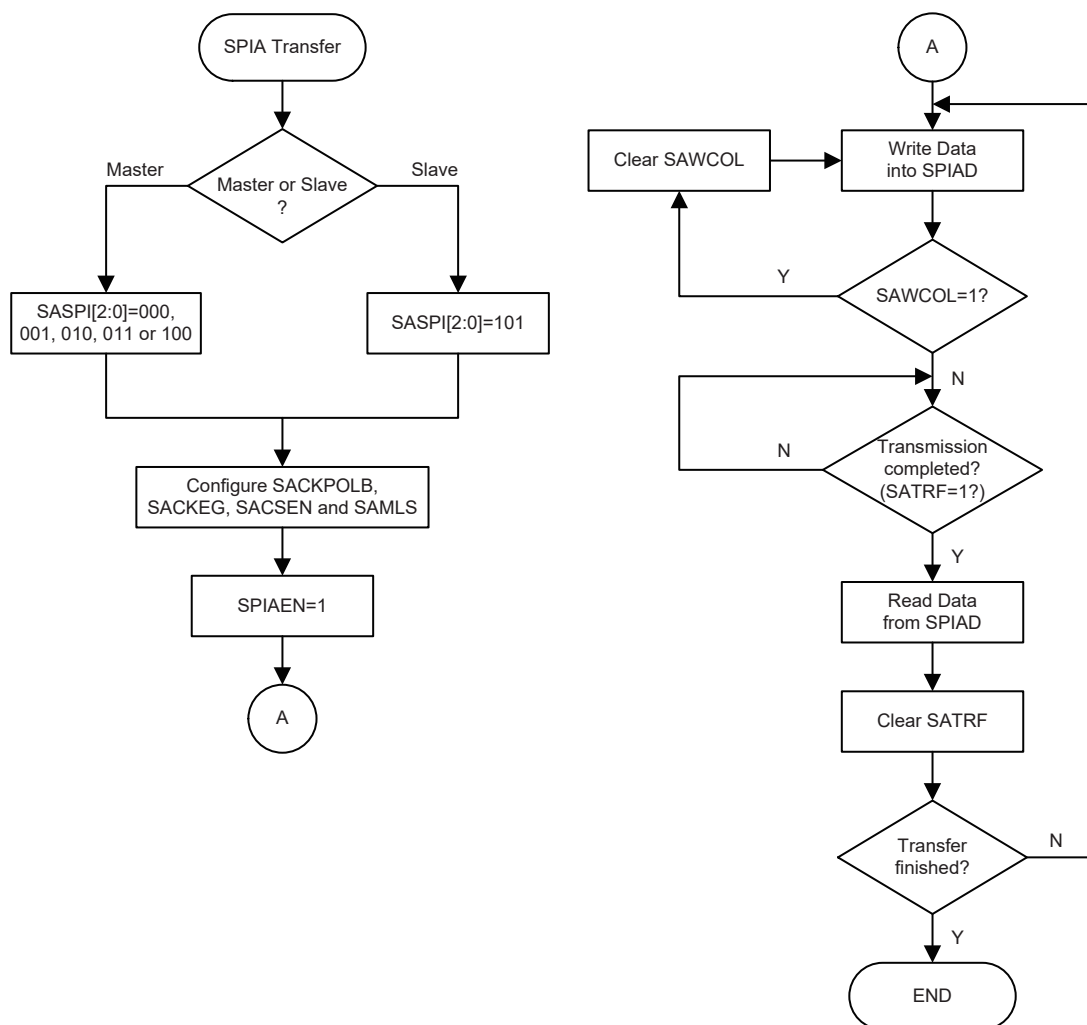 SPIA Transfer
Master
Master or Slave
?
Slave
SASPI[2:0]=000,
001, 010, 011 or 100
SASPI[2:0]=101
Configure SACKPOLB,
SACKEG, SACSEN and SAMLS
SPIAEN=1
A
A
Clear SAWCOL
Write Data
into SPIAD
Y
SAWCOL=1?
N
N
Transmission
completed?
(SATRF=1?)
Y
Read Data
from SPIAD
Clear SATRF
Transfer
finished?
N
Y
END